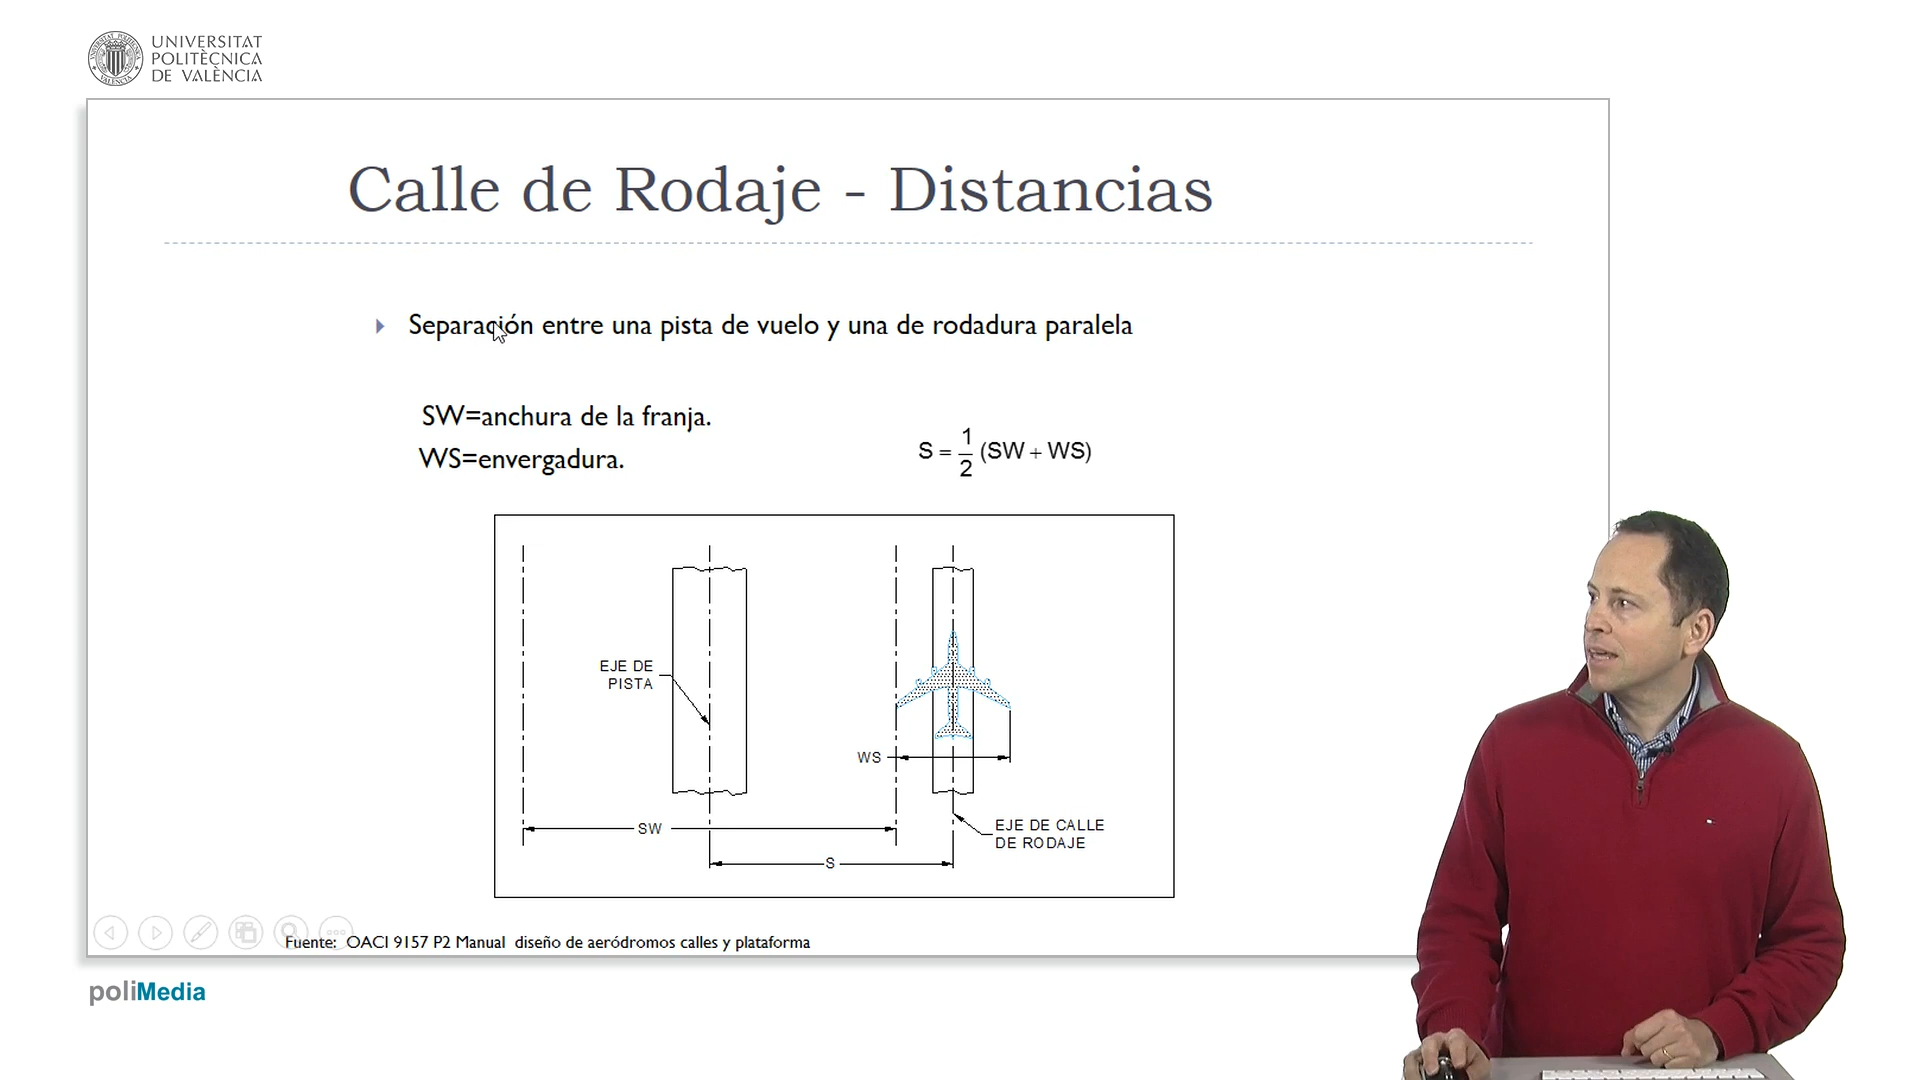 UNIVERSITAT
POLITÈCNICA
DE VALÈNCIA
Calle de Rodaje - Distancias
Separación entre una pista de vuelo y una de rodadura paralela
SW=anchura de la franja.
WS=envergadura.
S = 1/2 (SW + WS)
EJE DE
PISTA
WS
SW
EJE DE CALLE
DE RODAJE
S
Fuente: OACI 9157 P2 Manual diseño de aeródromos calles y plataforma
poliMedia